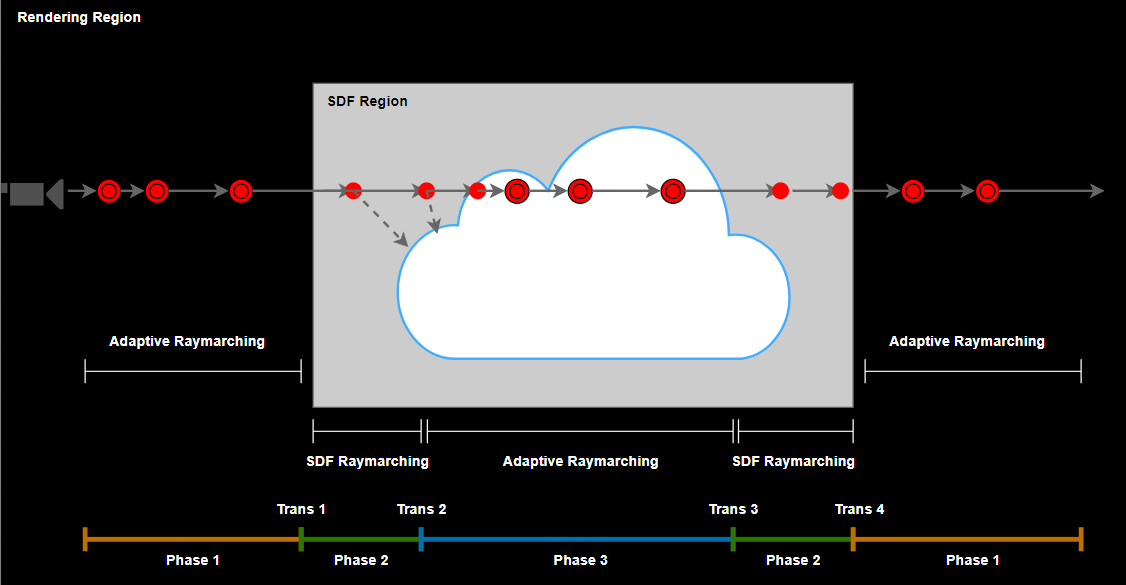 Rendering Region
SDF Region
Adaptive Raymarching
Adaptive Raymarching
SDF Raymarching
Adaptive Raymarching
SDF Raymarching
Trans 1
Trans 2
Trans 3
Trans 4
Phase 1
Phase 2
Phase 3
Phase 2
Phase 1